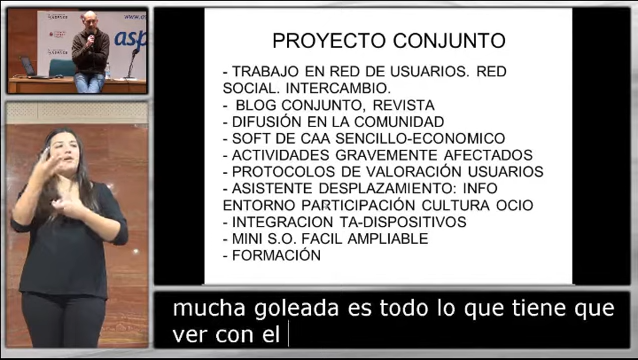 www.a
asp
PROYECTO CONJUNTO
- TRABAJO EN RED DE USUARIOS. RED
SOCIAL. INTERCAMBIO.
- BLOG CONJUNTO, REVISTA
- DIFUSIÓN EN LA COMUNIDAD
- SOFT DE CAA SENCILLO-ECONOMICO
- ACTIVIDADES GRAVEMENTE AFECTADOS
- PROTOCOLOS DE VALORACIÓN USUARIOS
- ASISTENTE DESPLAZAMIENTO: INFO
ENTORNO PARTICIPACIÓN CULTURA OCIO
- INTEGRACION TA-DISPOSITIVOS
- MINI S.O. FACIL AMPLIABLE
- FORMACIÓN
mucha goleada es todo lo que tiene que
ver con el